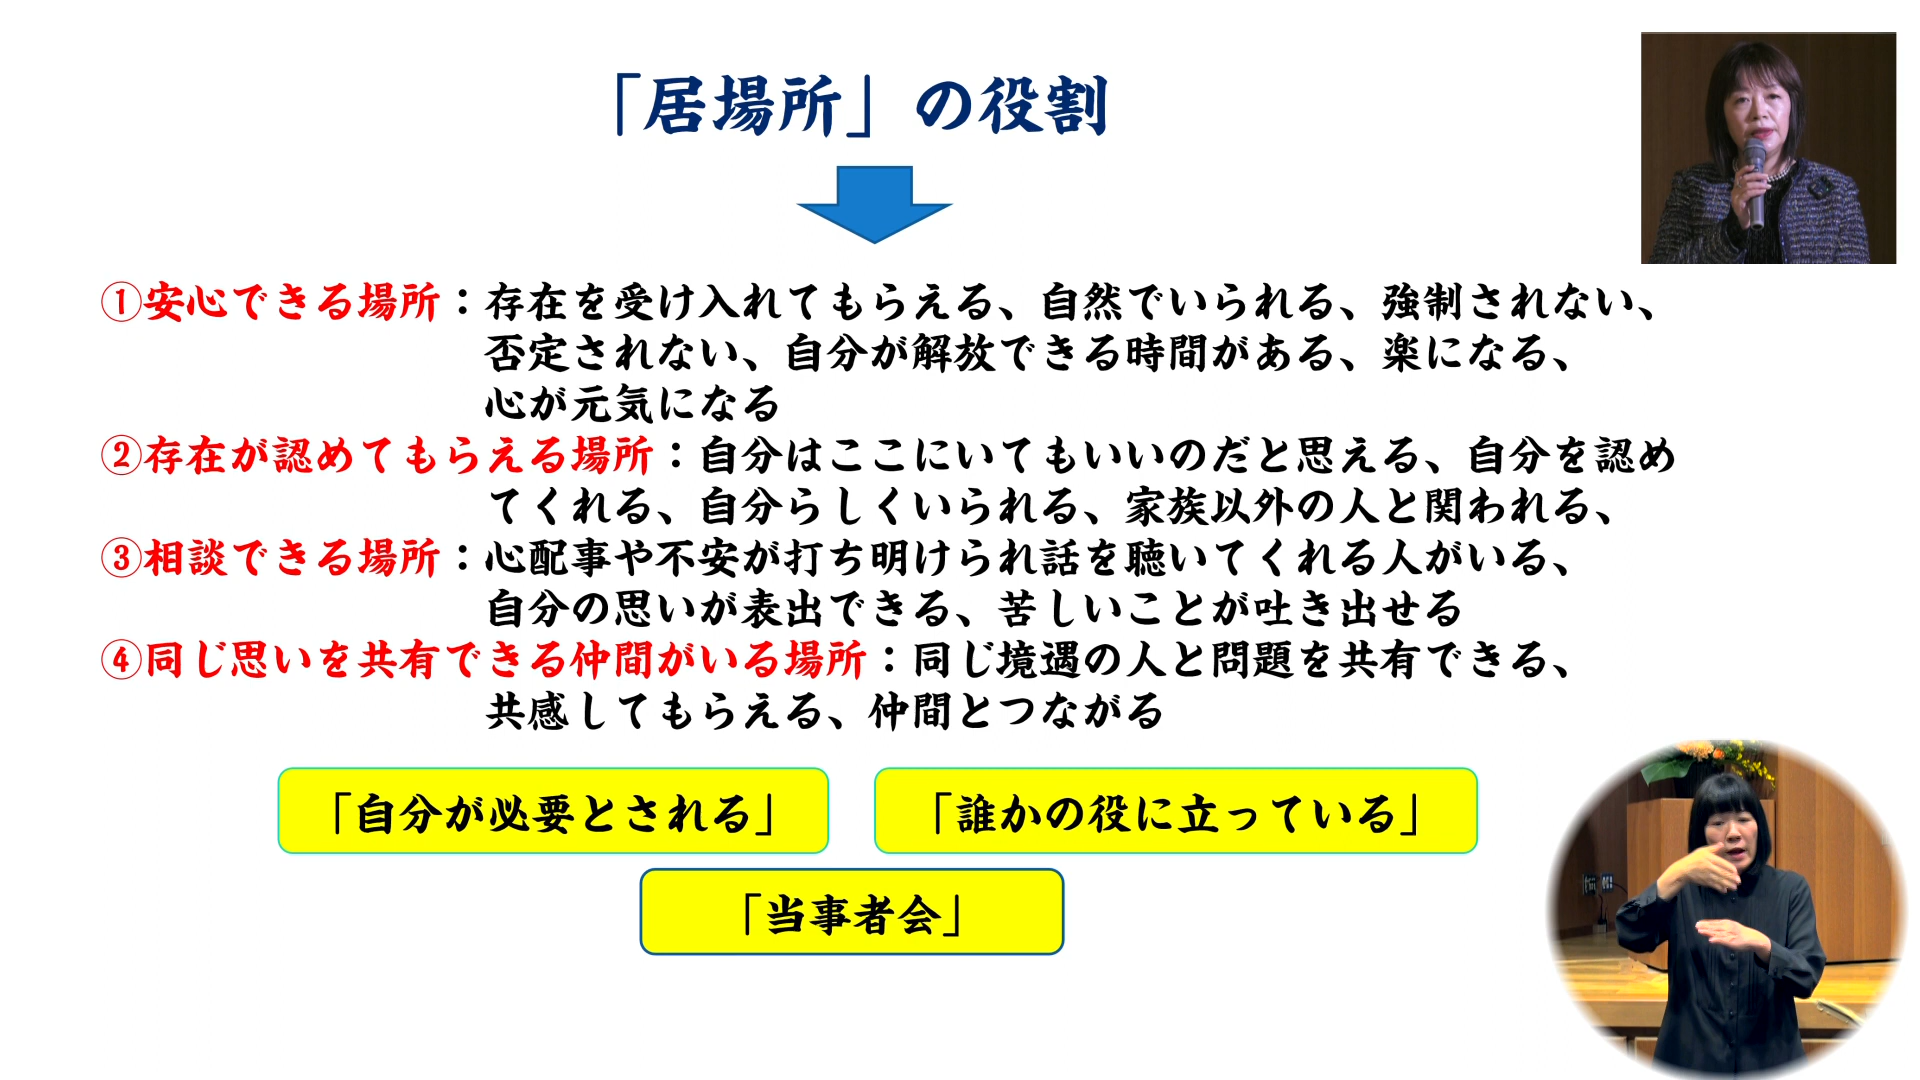 「居場所」の役割
①安心できる場所：存在を受け入れてもらえる、自然でいられる、強制されない、
否定されない、自分が解放できる時間がある、楽になる、
心が元気になる
②存在が認めてもらえる場所：自分はここにいてもいいのだと思える、自分を認め
てくれる、自分らしくいられる、家族以外の人と関われる、
③相談できる場所：心配事や不安が打ち明けられ話を聴いてくれる人がいる、
自分の思いが表出できる、苦しいことが吐き出せる
④同じ思いを共有できる仲間がいる場所：同じ境遇の人と問題を共有できる、
共感してもらえる、仲間とつながる
「自分が必要とされる」
「誰かの役に立っている」
「当事者会」